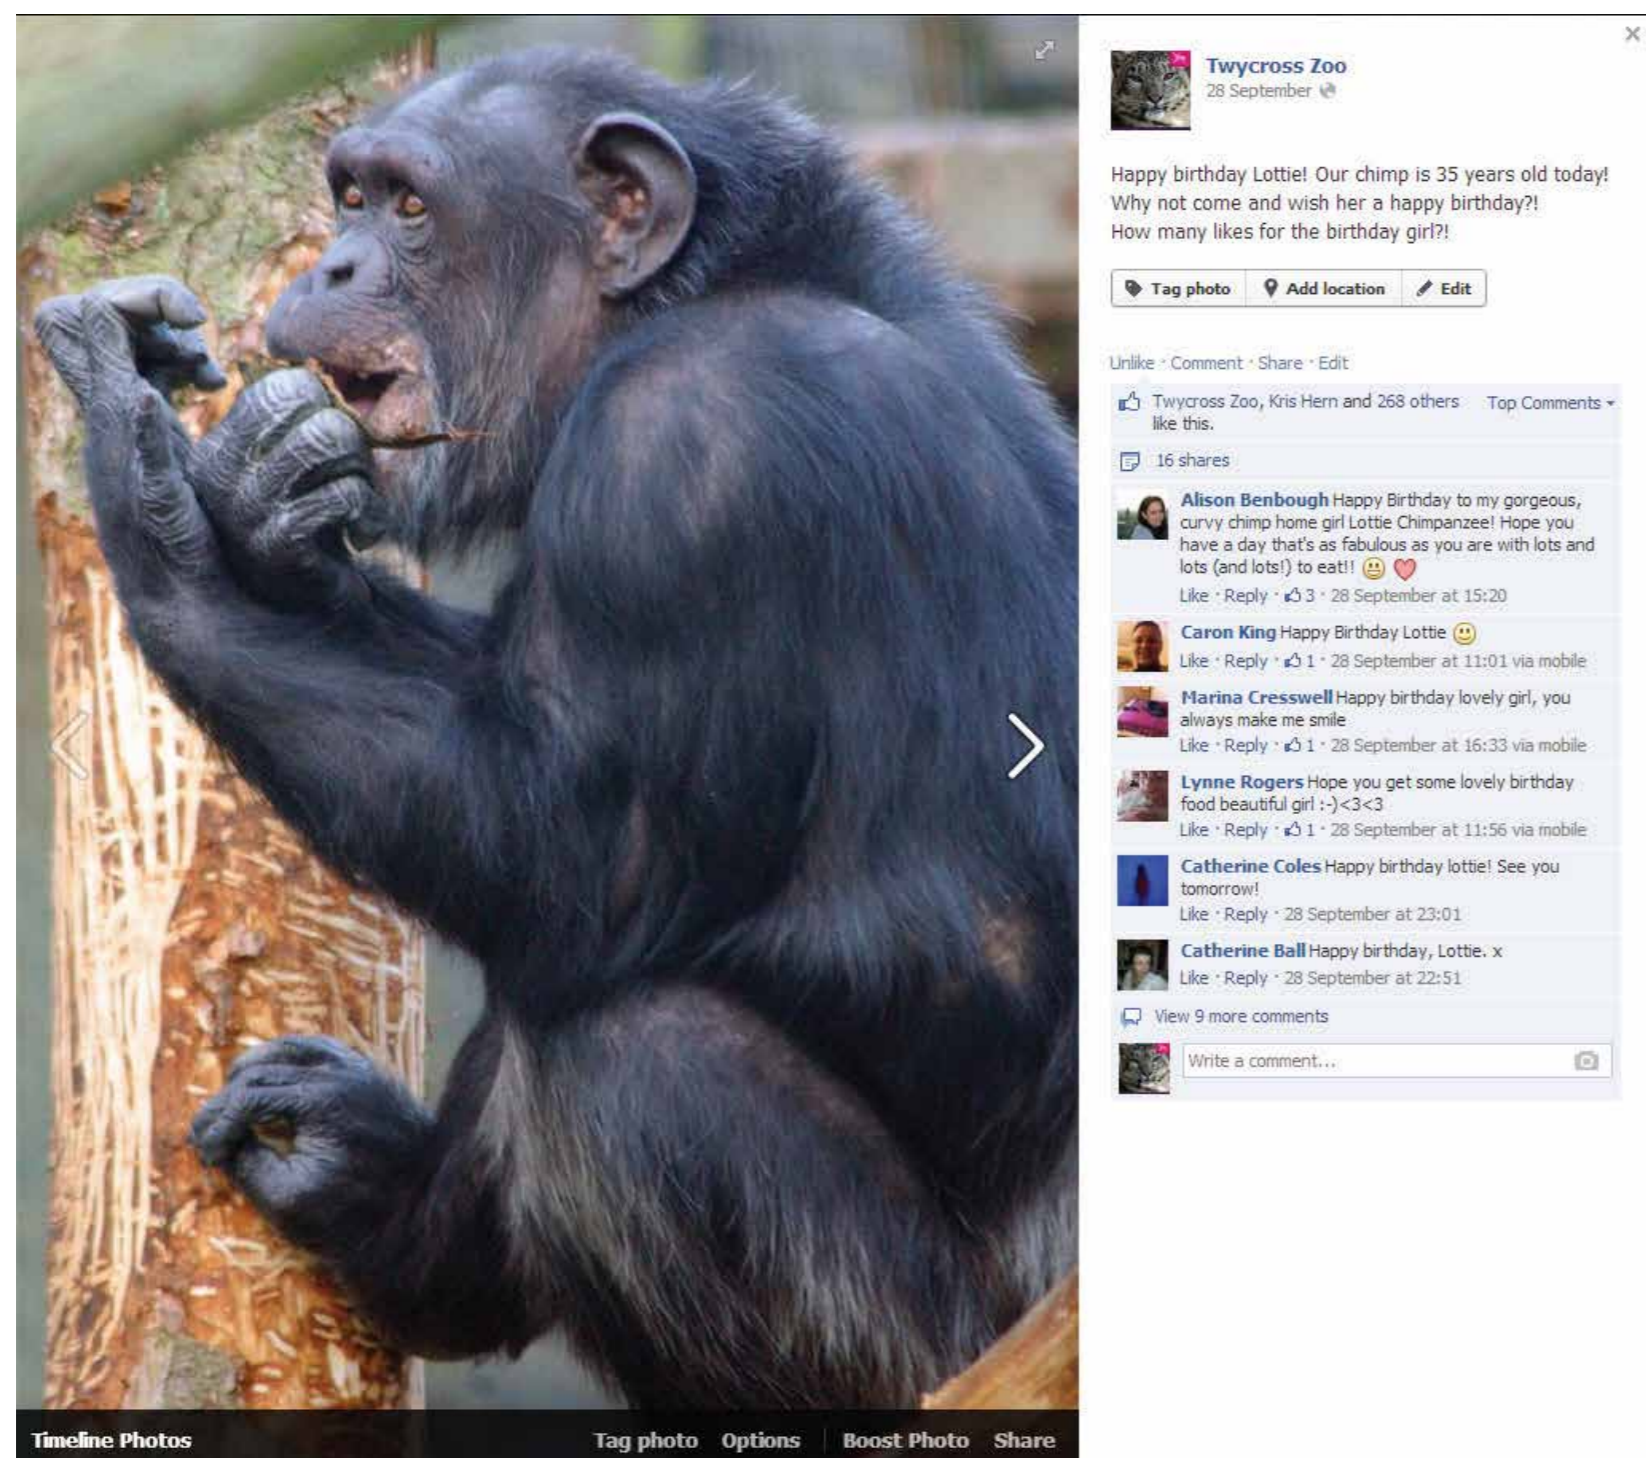 Twycross Zoo
28 September
Happy birthday Lottie! Our chimp is 35 years old today!
Why not come and wish her a happy birthday?!
How many likes for the birthday girl?!
Tag photo Add location Edit
Unlike · Comment · Share · Edit
Twycross Zoo, Kris Hern and 268 others Top Comments
like this.
16 shares
Alison Benbough Happy Birthday to my gorgeous,
curvy chimp home girl Lottie Chimpanzee! Hope you
have a day that's as fabulous as you are with lots and
lots (and lots!) to eat!!
Like · Reply · 3 · 28 September at 15:20
Caron King Happy Birthday Lottie
Like · Reply · 1 · 28 September at 11:01 via mobile
Marina Cresswell Happy birthday lovely girl, you
always make me smile
Like · Reply · 1 · 28 September at 16:33 via mobile
Lynne Rogers Hope you get some lovely birthday
food beautiful girl :-)<3<3
Like · Reply · 1 · 28 September at 11:56 via mobile
Catherine Coles Happy birthday lottie! See you
tomorrow!
Like · Reply · 28 September at 23:01
Catherine Ball Happy birthday, Lottie. x
Like · Reply · 28 September at 22:51
View 9 more comments
Write a comment...
Timeline Photos Tag photo Options Boost Photo Share